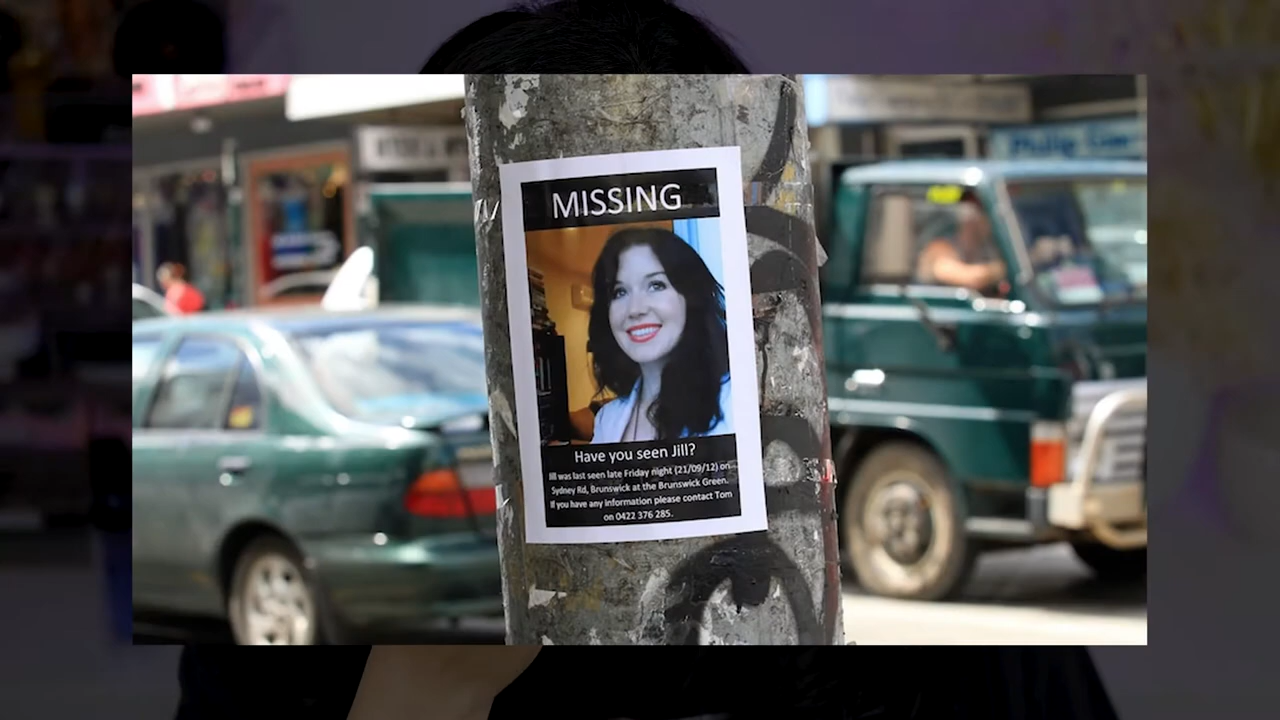 MISSING
Have you seen Jill?
Jill was last seen late Friday night (21/09/12) on
Sydney Rd, Brunswick at the Brunswick Green.
If you have any information please contact Tom
on 0422 376 285.